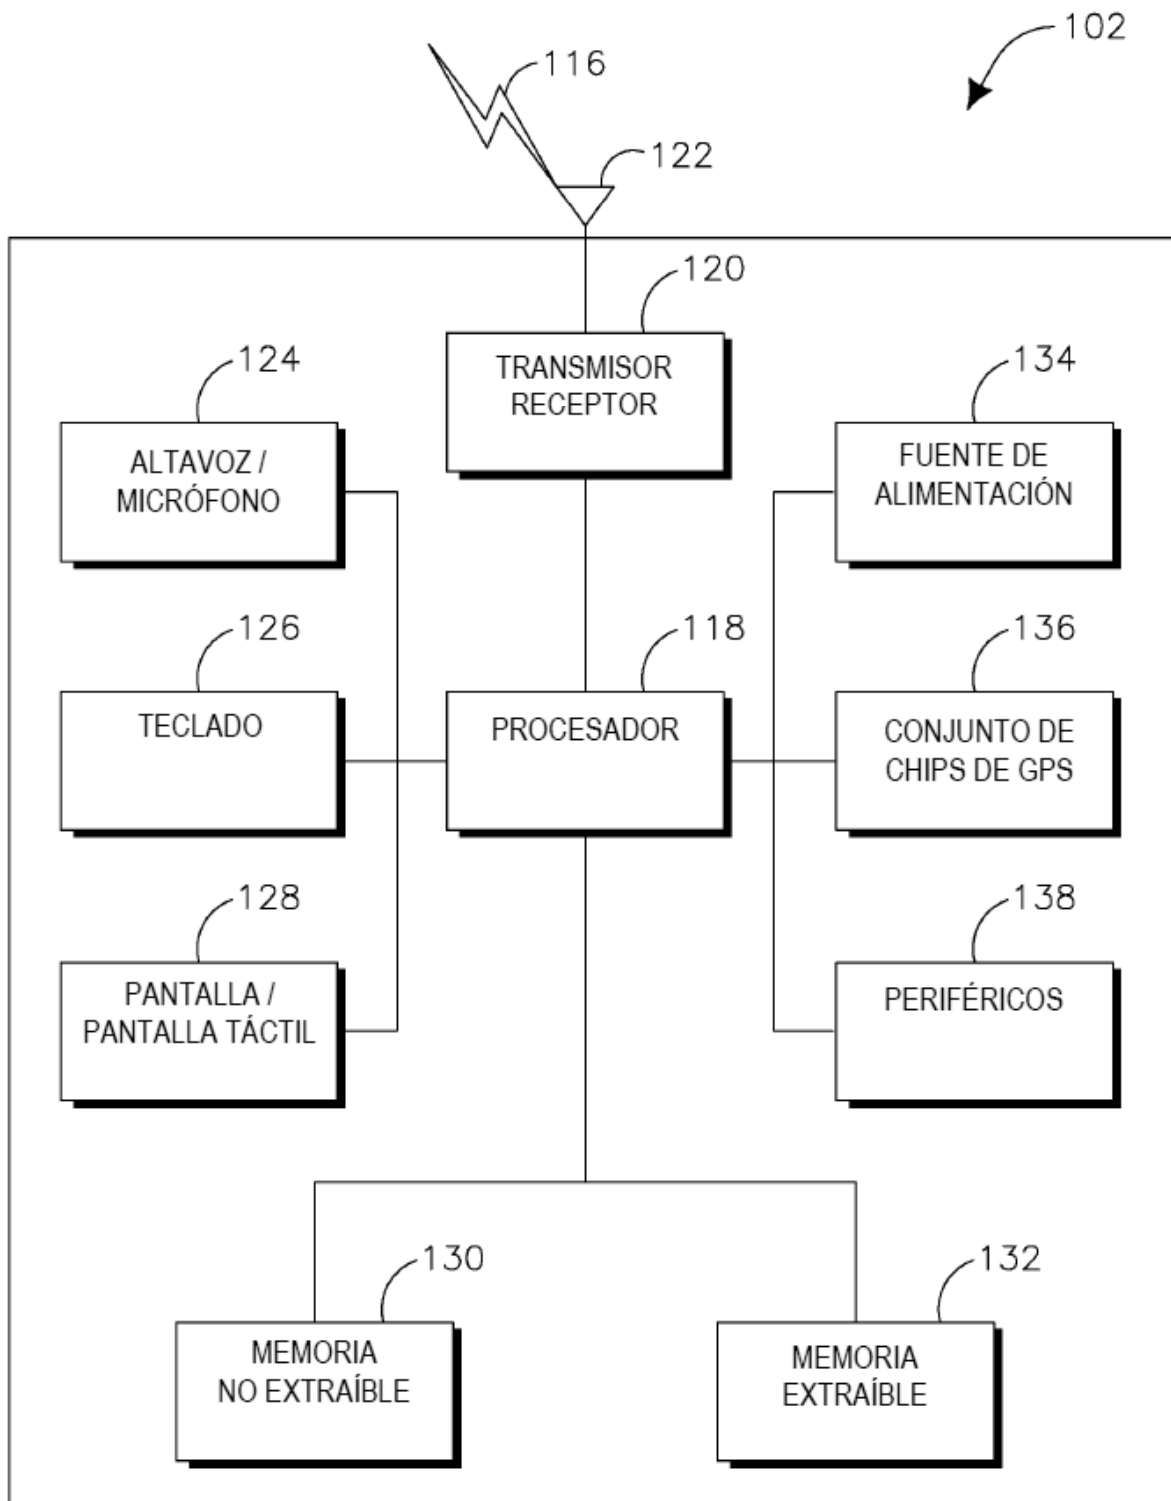 102
116
122
120
TRANSMISOR
RECEPTOR
124
ALTAVOZ /
MICRÓFONO
134
FUENTE DE
ALIMENTACIÓN
126
TECLADO
118
PROCESADOR
136
CONJUNTO DE
CHIPS DE GPS
128
PANTALLA /
PANTALLA TÁCTIL
138
PERIFÉRICOS
130
MEMORIA
NO EXTRAÍBLE
132
MEMORIA
EXTRAÍBLE